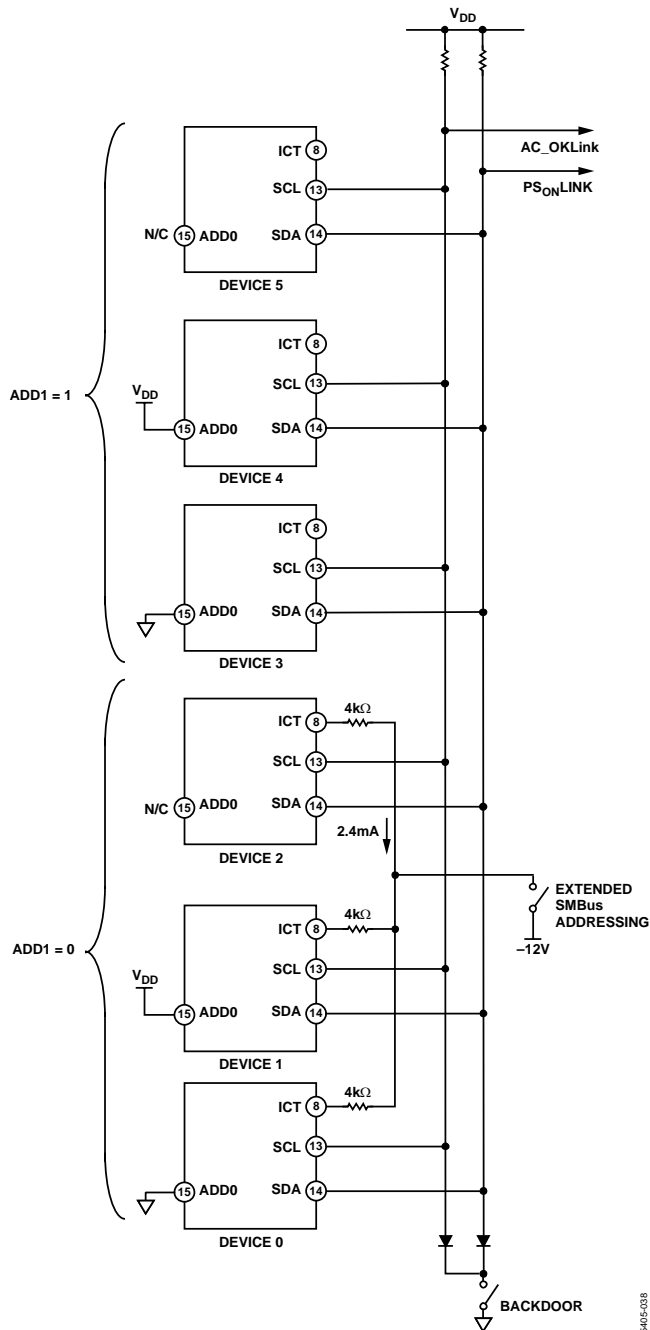 VDD
AC_OKLink
PSONLINK
ICT 8
SCL 13
N/C 15 ADD0 SDA 14
DEVICE 5
ADD1 = 1
ICT 8
VDD
SCL 13
15 ADD0 SDA 14
DEVICE 4
ICT 8
SCL 13
15 ADD0 SDA 14
DEVICE 3
4kΩ
ICT 8
SCL 13
N/C 15 ADD0 SDA 14
DEVICE 2
2.4mA
EXTENDED
SMBus
ADDRESSING
–12V
ADD1 = 0
4kΩ
ICT 8
VDD
SCL 13
15 ADD0 SDA 14
DEVICE 1
4kΩ
ICT 8
SCL 13
15 ADD0 SDA 14
DEVICE 0
BACKDOOR